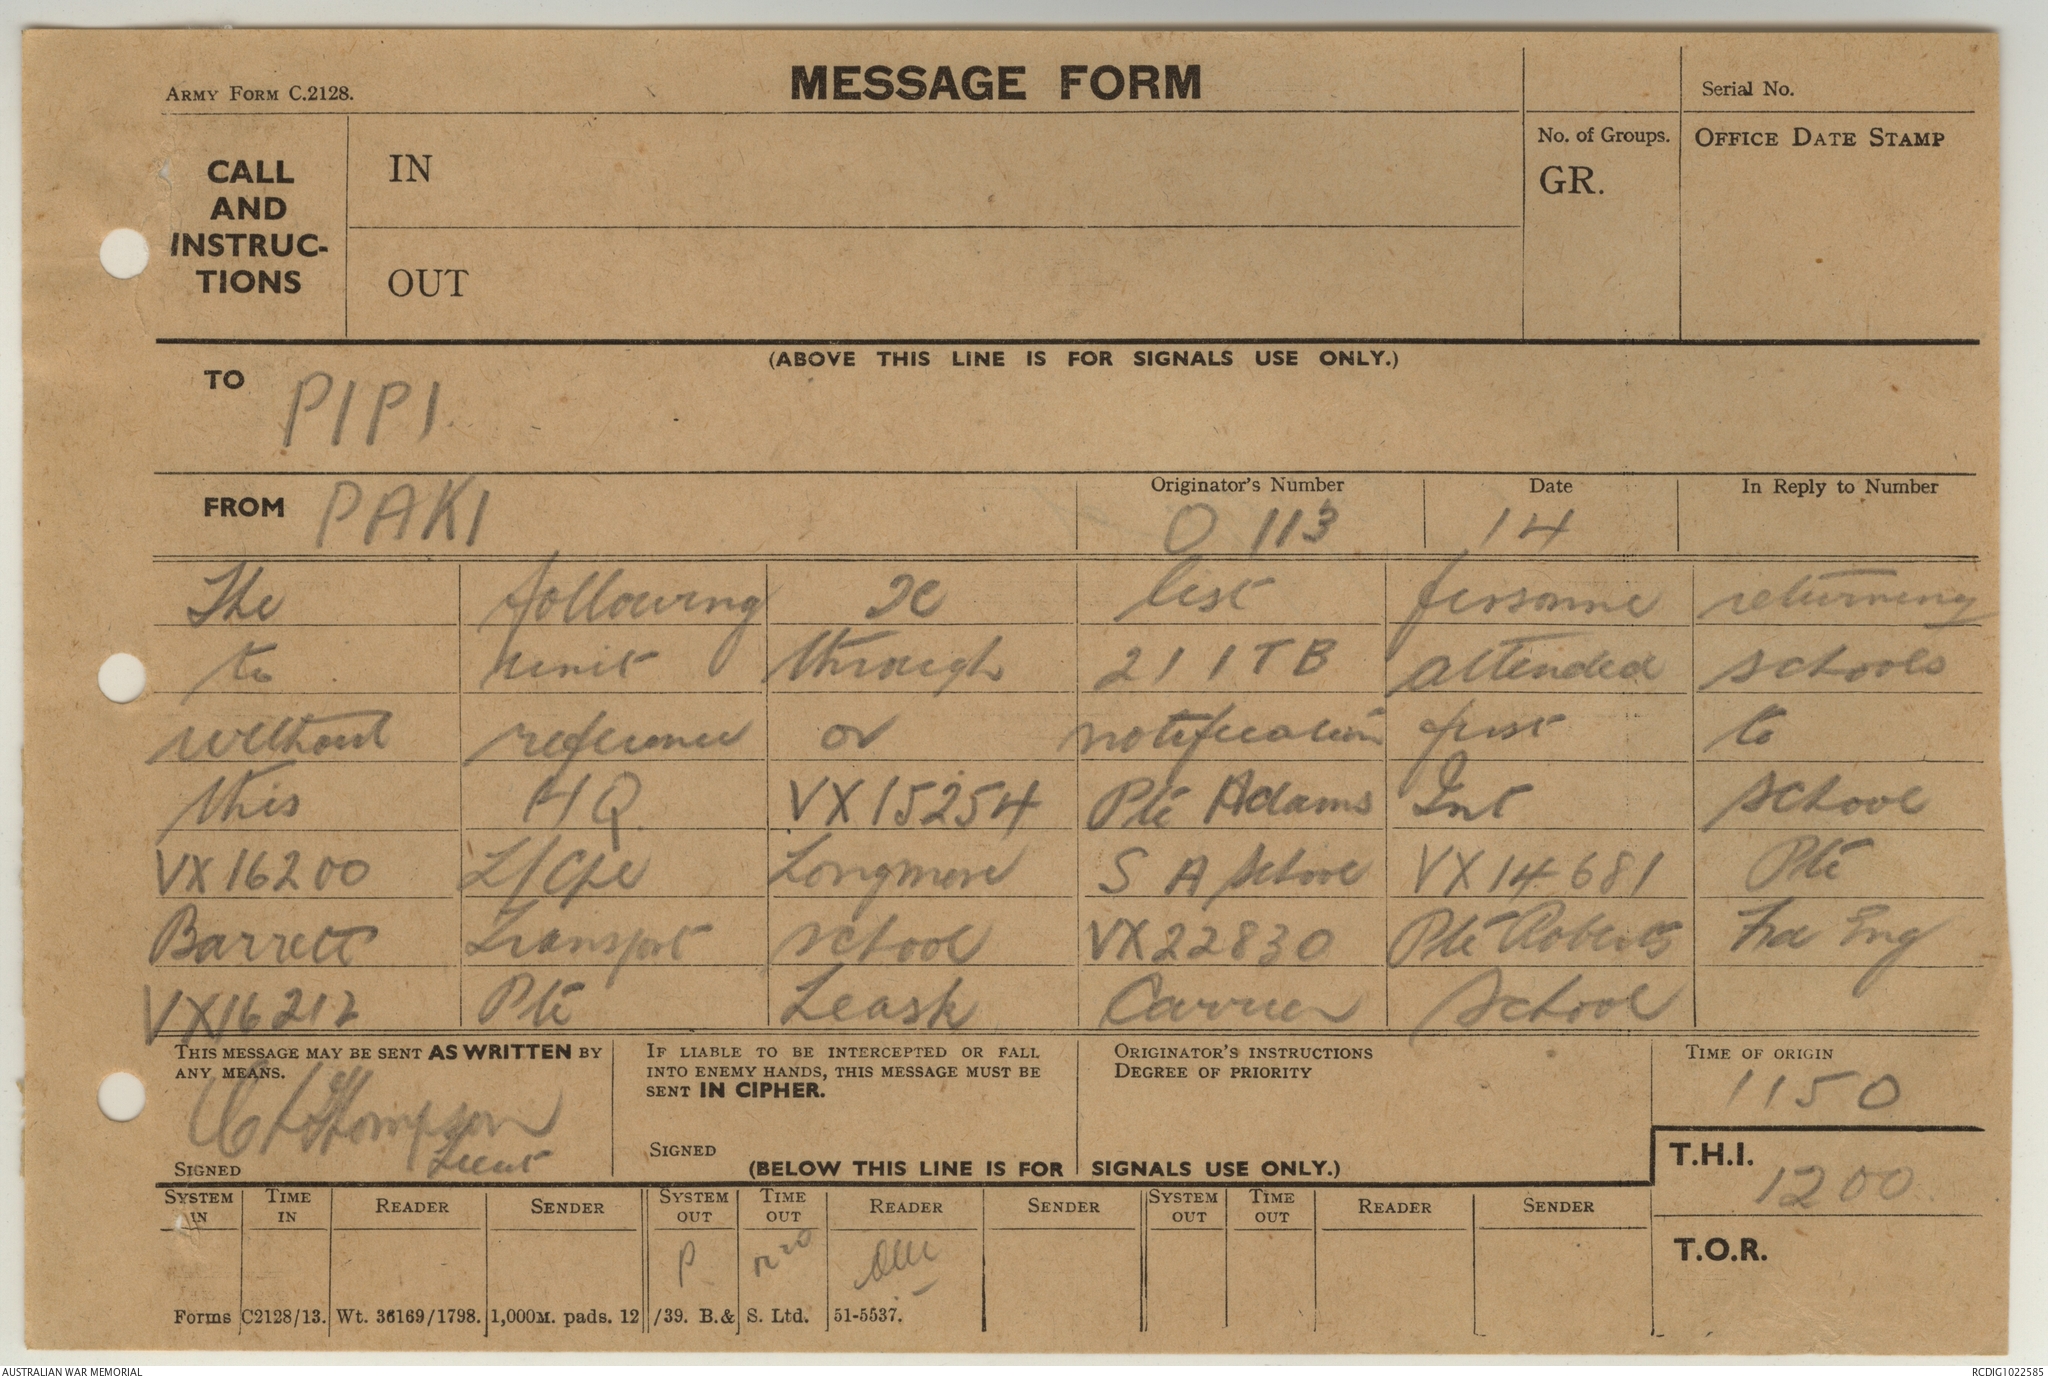 ARMY FORM C.2128.
MESSAGE FORM
Serial No.
CALL AND INSTRUC-TIONS
IN
OUT
No. of Groups.
GR.
OFFICE DATE STAMP
(ABOVE THIS LINE IS FOR SIGNALS USE ONLY.)
TO PIPI.
FROM PAKI
Originator's Number
O 113
Date
14
In Reply to Number
The following X list personnel returning
to unit through 21 ITB attended schools
without reference or notification first to
this HQ. VX15254 Pte Adams Int school
VX16200 L/Cpl Longmore S A school VX14681 Pte
Barrett Transport school VX22830 Pte Roberts Fd Eng
VX16212 Pte Leask Carrier School
THIS MESSAGE MAY BE SENT AS WRITTEN BY ANY MEANS.
Thompson
Lieut
SIGNED
IF LIABLE TO BE INTERCEPTED OR FALL INTO ENEMY HANDS, THIS MESSAGE MUST BE SENT IN CIPHER.
SIGNED
ORIGINATOR'S INSTRUCTIONS
DEGREE OF PRIORITY
TIME OF ORIGIN
1150
T.H.I.
1200
T.O.R.
(BELOW THIS LINE IS FOR SIGNALS USE ONLY.)
SYSTEM IN TIME IN READER SENDER SYSTEM OUT TIME OUT READER SENDER SYSTEM OUT TIME OUT READER SENDER
P
Forms C2128/13. Wt. 36169/1798. 1,000M. pads. 12/39. B.& S. Ltd. 51-5537.
AUSTRALIAN WAR MEMORIAL
RCDIG1022585